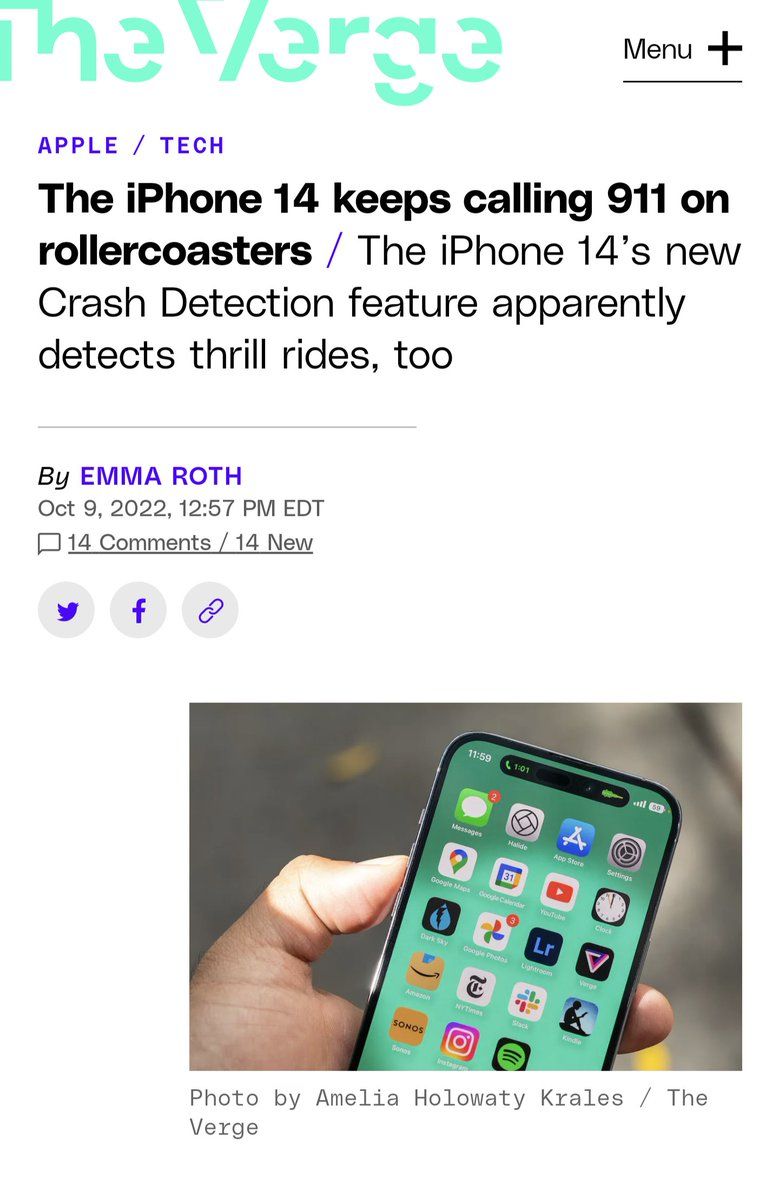 The Verge
Menu
APPLE / TECH
The iPhone 14 keeps calling 911 on
rollercoasters / The iPhone 14’s new
Crash Detection feature apparently
detects thrill rides, too
By EMMA ROTH
Oct 9, 2022, 12:57 PM EDT
14 Comments / 14 New
11:59
1:01
58
2
Messages
Halide
App Store
Settings
31
Google Maps
Google Calendar
YouTube
Clock
3
Dark Sky
Google Photos
Lr
Lightroom
Verge
Amazon
NYTimes
Slack
Kindle
SONOS
Sonos
Instagram
Photo by Amelia Holowaty Krales / The
Verge